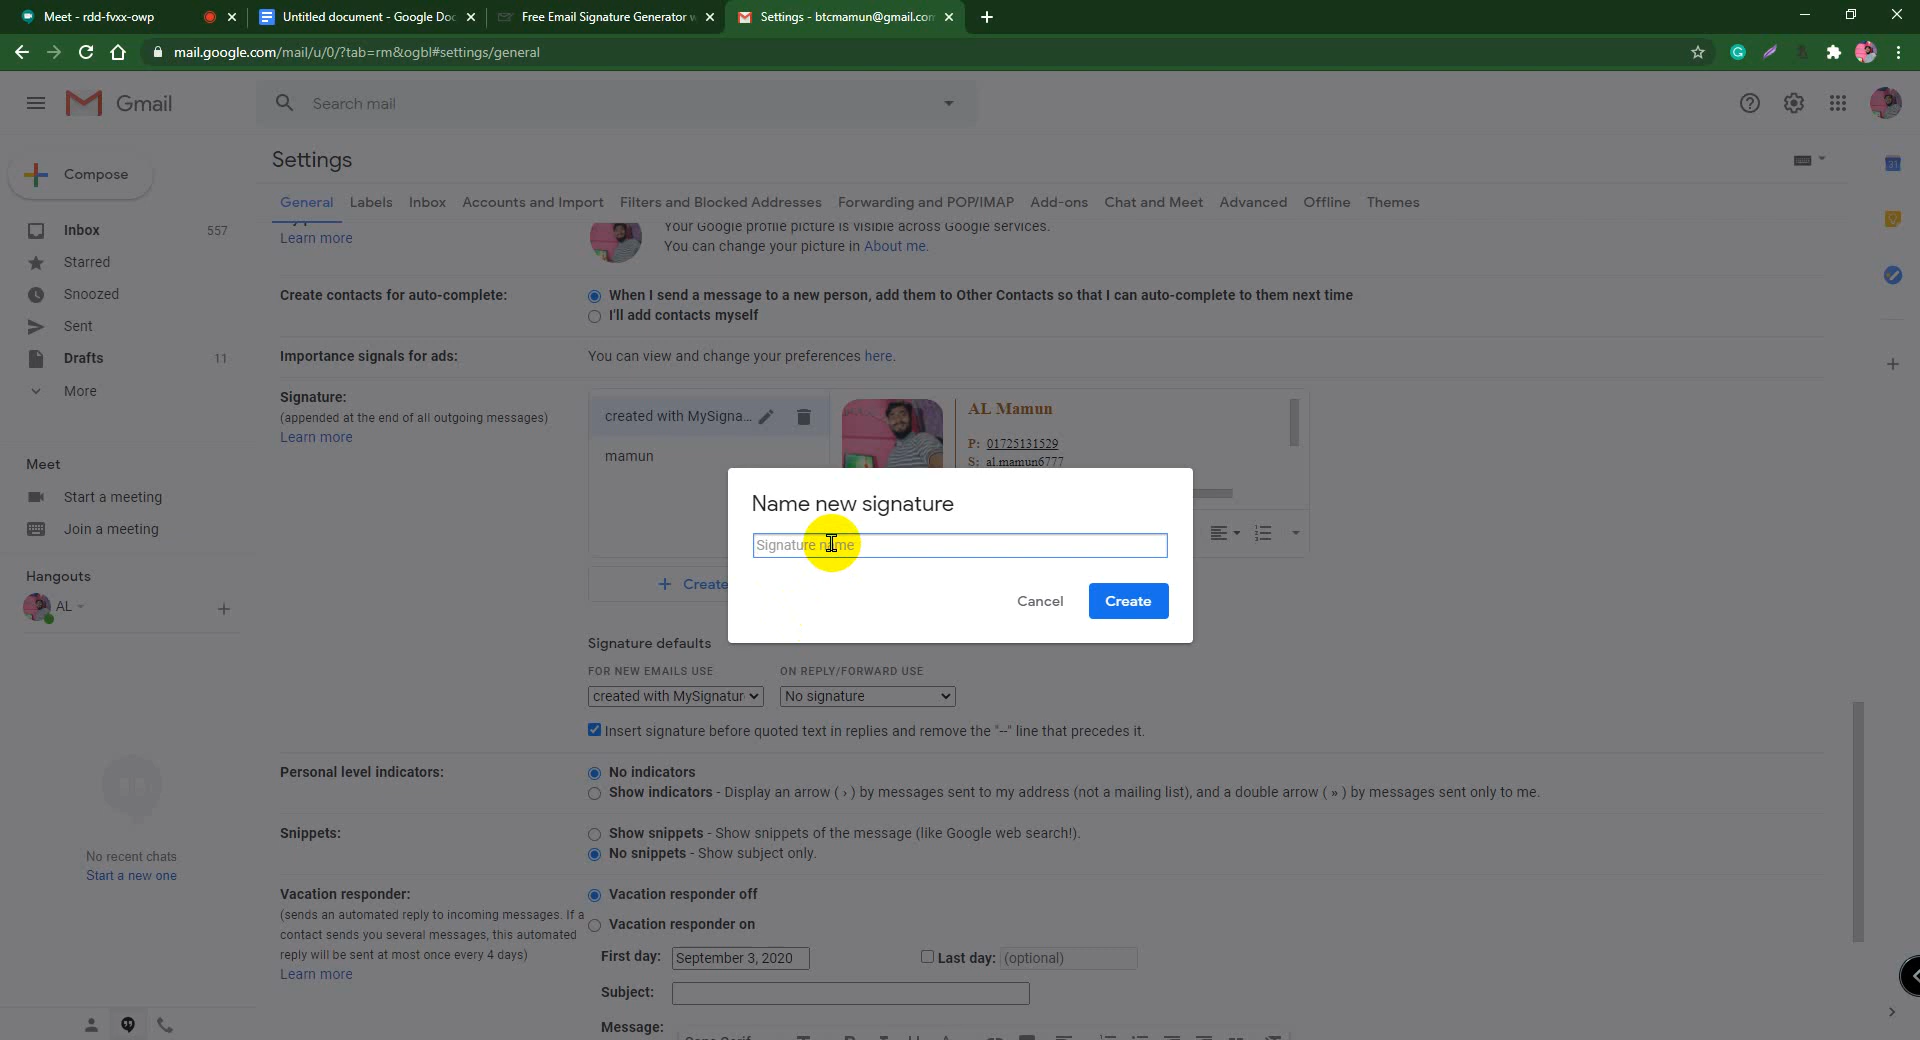 Meet - rdd-fvxx-owp
Untitled document - Google Doc
Free Email Signature Generator w
Settings - btcmamun@gmail.com
mail.google.com/mail/u/0/?tab=rm&ogbl#settings/general
Gmail
Search mail
Compose
Settings
General Labels Inbox Accounts and Import Filters and Blocked Addresses Forwarding and POP/IMAP Add-ons Chat and Meet Advanced Offline Themes
Inbox 557
Starred
Snoozed
Sent
Drafts 11
More
Meet
Start a meeting
Join a meeting
Hangouts
AL
No recent chats
Start a new one
Learn more
Your Google profile picture is visible across Google services.
You can change your picture in About me.
Create contacts for auto-complete:
When I send a message to a new person, add them to Other Contacts so that I can auto-complete to them next time
I'll add contacts myself
Importance signals for ads:
You can view and change your preferences here.
Signature:
(appended at the end of all outgoing messages)
Learn more
created with MySigna...
mamun
AL Mamun
P: 01725131529
S: al.mamun6777
Name new signature
Signature name
Cancel
Create
Create
Signature defaults
FOR NEW EMAILS USE
ON REPLY/FORWARD USE
created with MySignatur
No signature
Insert signature before quoted text in replies and remove the "--" line that precedes it.
Personal level indicators:
No indicators
Show indicators - Display an arrow ( › ) by messages sent to my address (not a mailing list), and a double arrow ( » ) by messages sent only to me.
Snippets:
Show snippets - Show snippets of the message (like Google web search!).
No snippets - Show subject only.
Vacation responder:
(sends an automated reply to incoming messages. If a
contact sends you several messages, this automated
reply will be sent at most once every 4 days)
Learn more
Vacation responder off
Vacation responder on
First day: September 3, 2020
Last day: (optional)
Subject:
Message:
Sans Serif
31